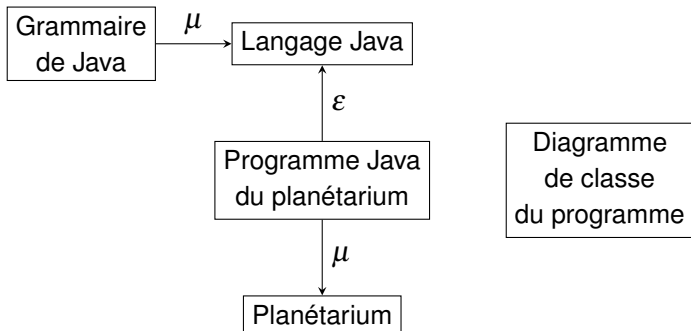 Grammaire
de Java
μ
Langage Java
ε
Programme Java
du planétarium
Diagramme
de classe
du programme
μ
Planétarium